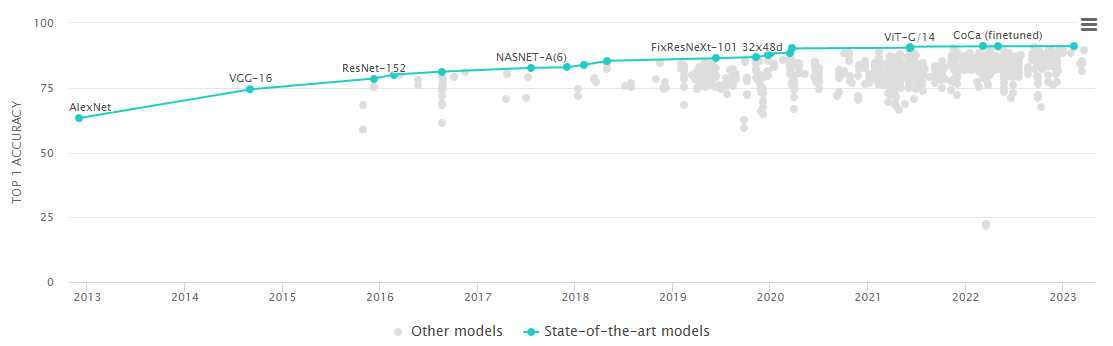 100
75
50
25
0
TOP 1 ACCURACY
AlexNet
VGG-16
ResNet-152
NASNET-A(6)
FixResNeXt-101 32x48d
ViT-G/14
CoCa (finetuned)
2013 2014 2015 2016 2017 2018 2019 2020 2021 2022 2023
Other models State-of-the-art models